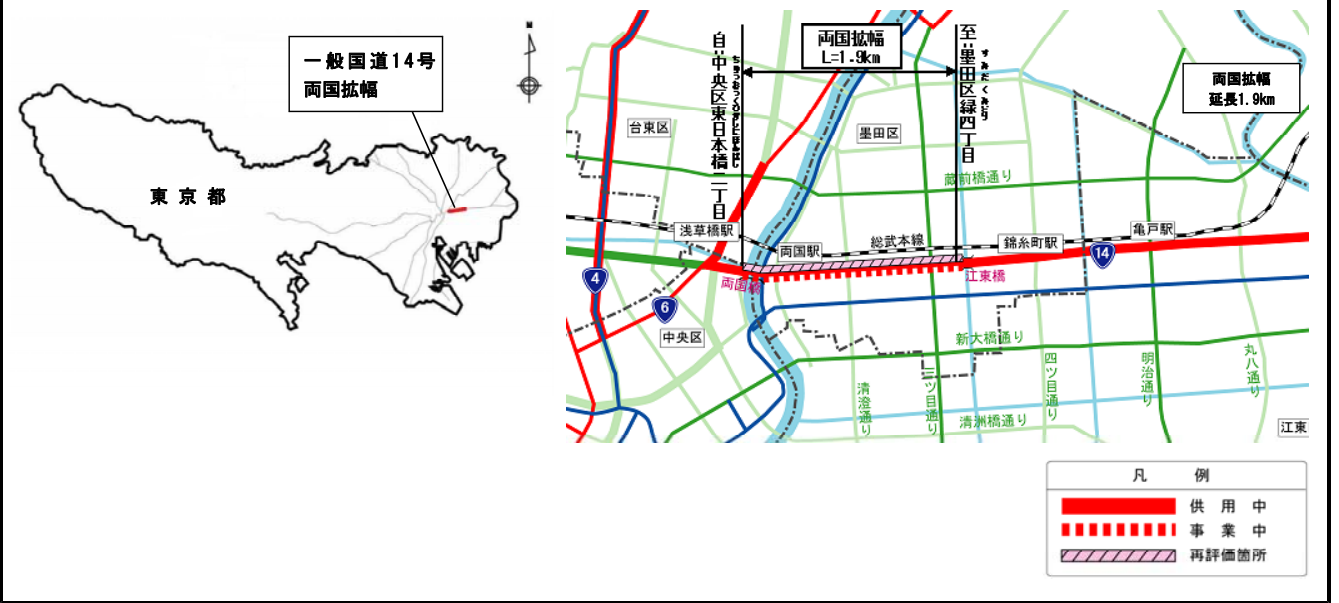 一般国道14号
両国拡幅
東京都
N
自：中央区東日本橋二丁目
両国拡幅
L=1.9km
至：墨田区緑四丁目
すみだくみどり
両国拡幅
延長1.9km
台東区
墨田区
蔵前橋通り
浅草橋駅
両国駅
総武本線
錦糸町駅
亀戸駅
14
4
6
両国橋
江東橋
中央区
新大橋通り
清澄通り
三ツ目通り
四ツ目通り
明治通り
丸八通り
清洲橋通り
江東
凡例
供用中
事業中
再評価箇所